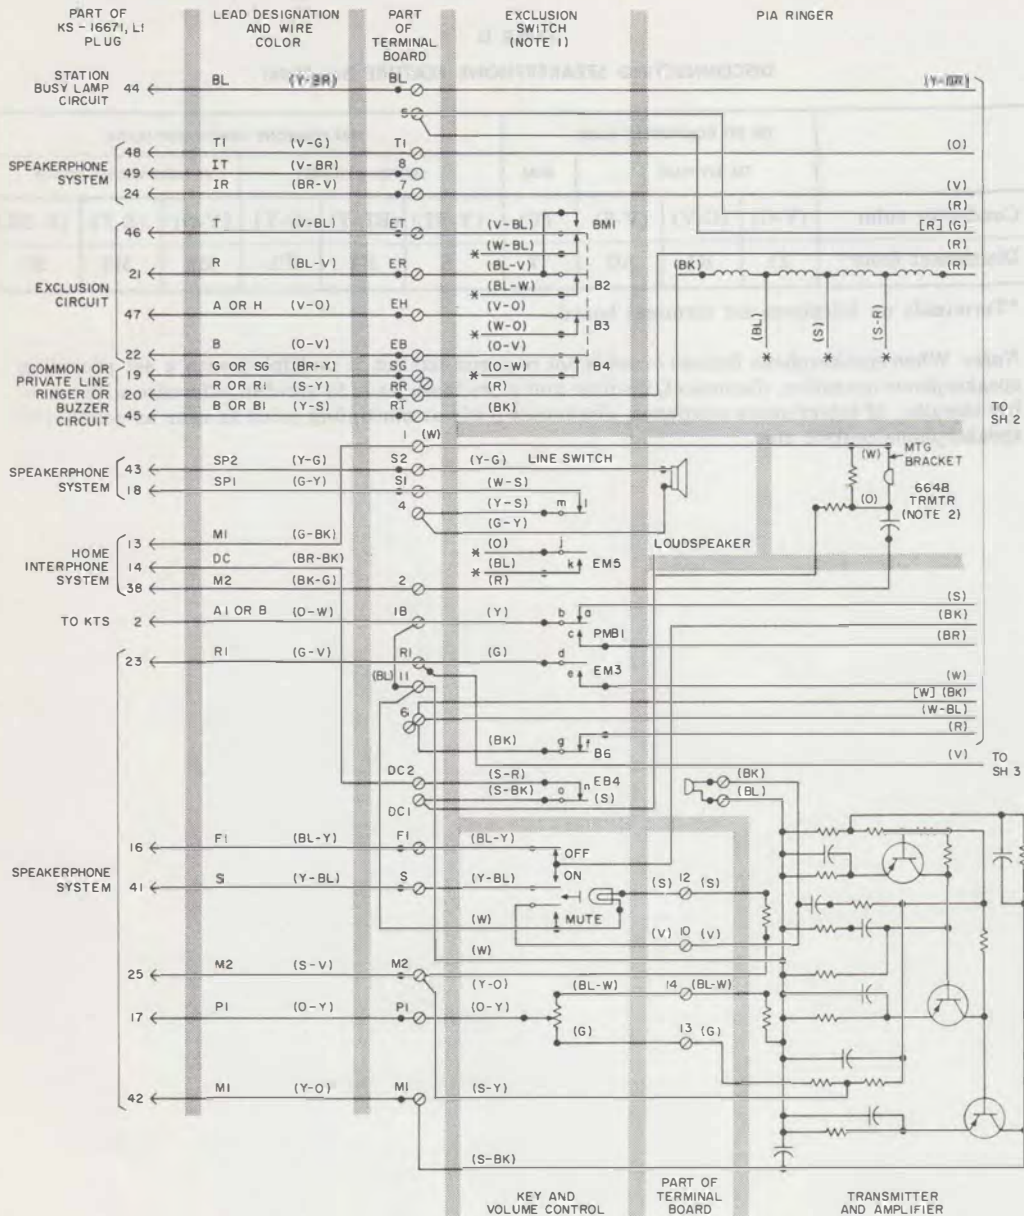 PART OF
KS-16671, L1
PLUG
LEAD DESIGNATION
AND WIRE
COLOR
PART
OF
TERMINAL
BOARD
EXCLUSION
SWITCH
(NOTE 1)
P1A RINGER
STATION
BUSY LAMP
CIRCUIT
44 BL (Y-BR) BL
5
SPEAKERPHONE
SYSTEM
48 T1 (V-G) T1 (O)
49 IT (V-BR) 8
24 IR (BR-V) 7 (V)
(R)
EXCLUSION
CIRCUIT
46 T (V-BL) ET (V-BL) BM1 [R] (G)
(W-BL) (R)
21 R (BL-V) ER (BL-V) (BK) (R)
* (BL-W) B2
47 A OR H (V-O) EH (V-O) (BL) (S) (S-R)
* (W-O) B3
22 B (O-V) EB (O-V)
* (O-W) B4
COMMON OR
PRIVATE LINE
RINGER OR
BUZZER
CIRCUIT
19 G OR SG (BR-Y) SG
20 R OR R1 (S-Y) RR (R)
45 B OR B1 (Y-S) RT (BK)
TO
SH 2
1 (W)
SPEAKERPHONE
SYSTEM
43 SP2 (Y-G) S2 (Y-G) LINE SWITCH
18 SP1 (G-Y) S1 (W-S)
4 (Y-S) m l
(G-Y)
LOUDSPEAKER
(W) MTG
BRACKET
(O) 664B
TRMTR
(NOTE 2)
HOME
INTERPHONE
SYSTEM
13 M1 (G-BK)
* (O) j
14 DC (BR-BK) * (BL) k EM5
38 M2 (BK-G) 2 (R)
TO KTS 2 A1 OR B (O-W) 1B (Y) b a (S)
(BK)
c PMB1 (BR)
SPEAKERPHONE
SYSTEM
23 R1 (G-V) R1 (G) d
e EM3 (W)
(BL) 11 [W] (BK)
6 (W-BL)
(BK) g f B6 (R)
(V) TO
SH 3
DC2 (S-R) n EB4
DC1 (S-BK) o (S)
(BK)
(BL)
16 F1 (BL-Y) F1 (BL-Y) OFF
ON
41 S1 (Y-BL) S (Y-BL) (S) 12 (S)
(W) MUTE
(V) 10 (V)
(W)
25 M2 (S-V) M2 (Y-O) (BL-W) 14 (BL-W)
17 P1 (O-Y) P1 (O-Y)
(G) 13 (G)
42 M1 (Y-O) M1 (S-Y)
(S-BK)
KEY AND
VOLUME CONTROL
PART OF
TERMINAL
BOARD
TRANSMITTER
AND AMPLIFIER